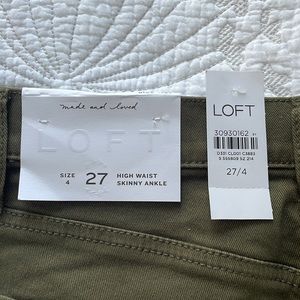 made and loved
LOFT
SIZE
4
27
HIGH WAIST
SKINNY ANKLE
LOFT
30930162
27/4